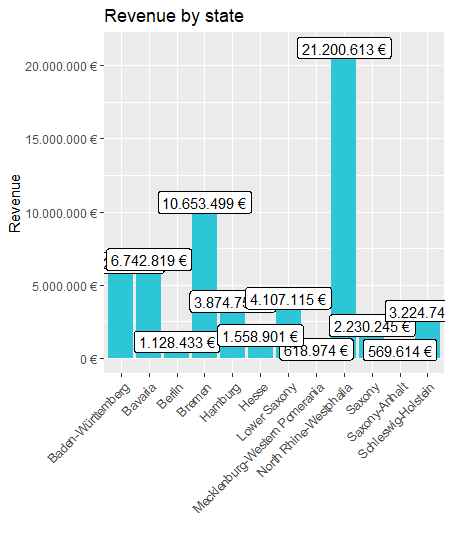 Revenue by state
21.200.613 €
20.000.000 €
15.000.000 €
10.653.499 €
10.000.000 €
6.742.819 €
5.000.000 €
4.107.115 €
3.874.75
3.224.74
2.230.245 €
1.558.901 €
1.128.433 €
618.974 €
569.614 €
0 €
Revenue
Baden-Württemberg
Bavaria
Berlin
Bremen
Hamburg
Hesse
Lower Saxony
Mecklenburg-Western Pomerania
North Rhine-Westphalia
Saxony
Saxony-Anhalt
Schleswig-Holstein